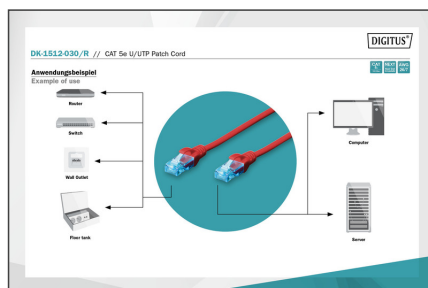 DIGITUS®
DK-1512-030/R // CAT 5e U/UTP Patch Cord
Anwendungsbeispiel
Example of use
Router
Switch
Wall Outlet
Floor tank
Computer
Server